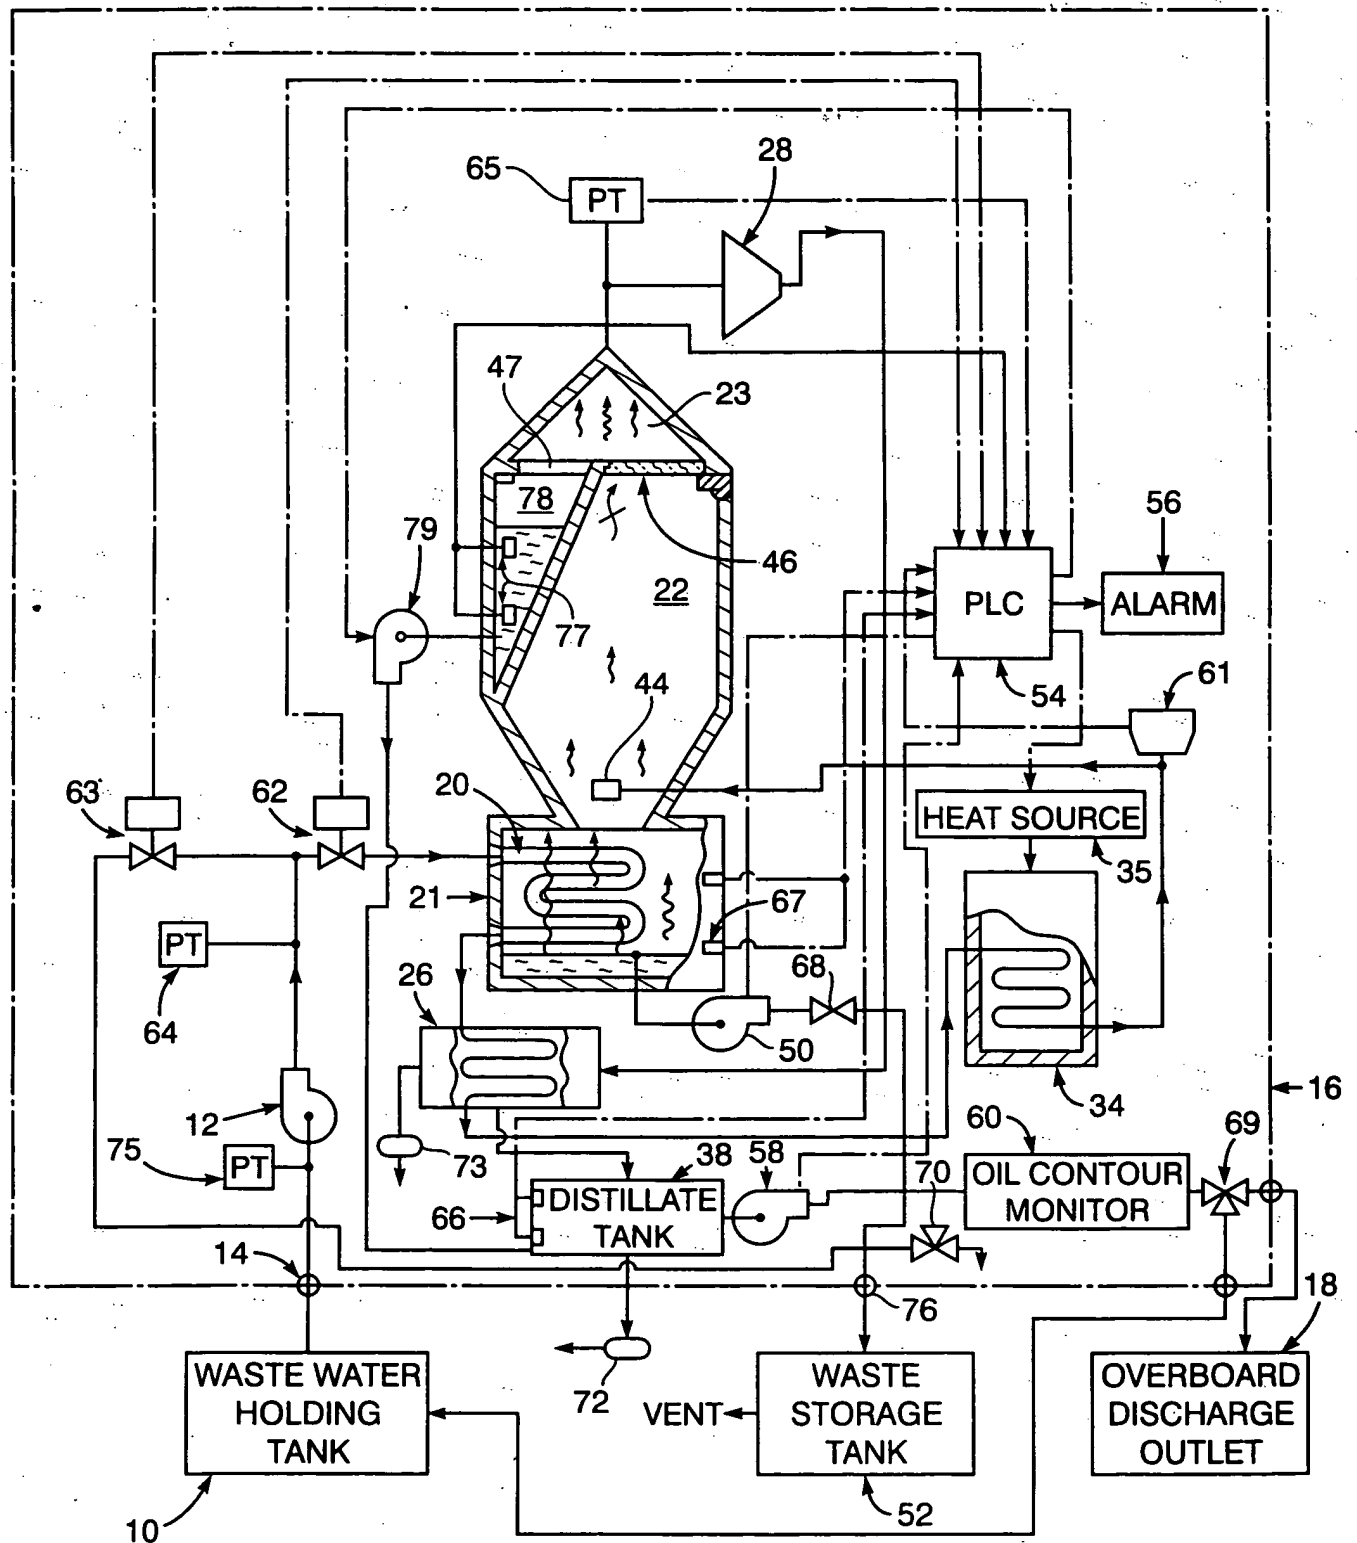 28
65
PT
47
23
78
46
56
79
22
PLC
ALARM
77
54
61
44
63
62
20
HEAT SOURCE
35
21
67
PT
68
26
64
50
34
16
12
60
69
75
PT
73
38
58
70
OIL CONTOUR
MONITOR
DISTILLATE
TANK
66
14
76
18
WASTE WATER
HOLDING
TANK
72
VENT
WASTE
STORAGE
TANK
OVERBOARD
DISCHARGE
OUTLET
10
52